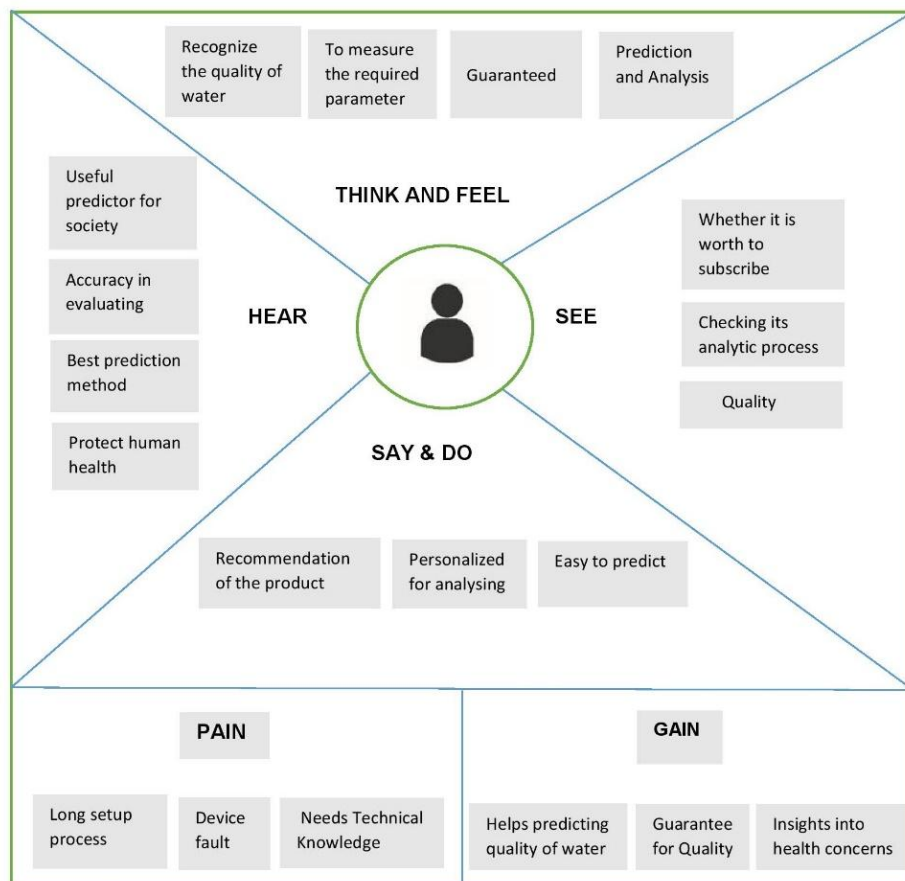 Recognize
the quality of
water
To measure
the required
parameter
Guaranteed
Prediction
and Analysis
THINK AND FEEL
Useful
predictor for
society
Accuracy in
evaluating
Best prediction
method
Protect human
health
HEAR
SEE
Whether it is
worth to
subscribe
Checking its
analytic process
Quality
SAY & DO
Recommendation
of the product
Personalized
for analysing
Easy to predict
PAIN
Long setup
process
Device
fault
Needs Technical
Knowledge
GAIN
Helps predicting
quality of water
Guarantee
for Quality
Insights into
health concerns